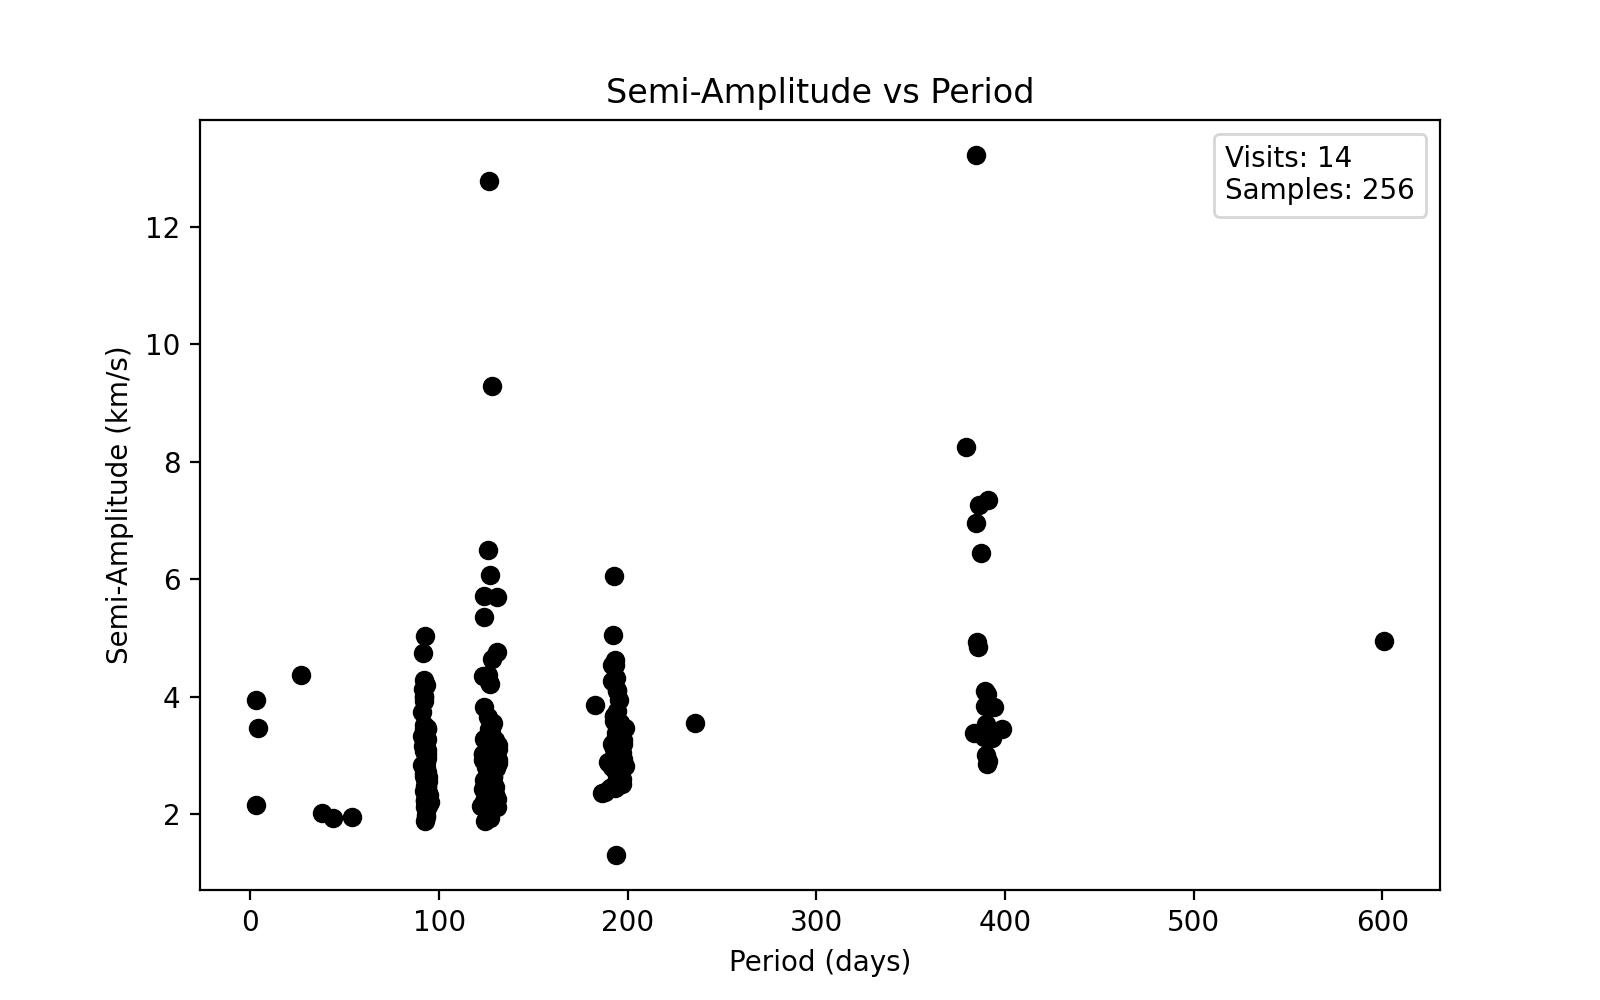 Semi-Amplitude vs Period
Visits: 14
Samples: 256
Semi-Amplitude (km/s)
12
10
8
6
4
2
0 100 200 300 400 500 600
Period (days)